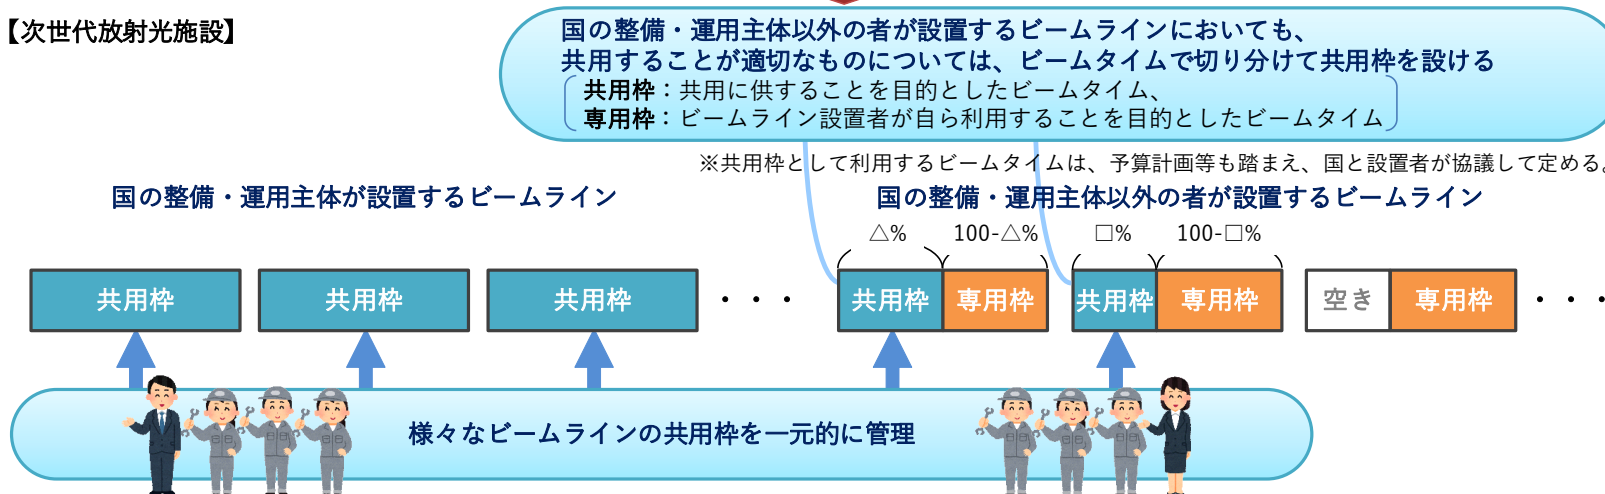 【次世代放射光施設】
国の整備・運用主体以外の者が設置するビームラインにおいても、
共用することが適切なものについては、ビームタイムで切り分けて共用枠を設ける
共用枠：共用に供することを目的としたビームタイム、
専用枠：ビームライン設置者が自ら利用することを目的としたビームタイム
※共用枠として利用するビームタイムは、予算計画等も踏まえ、国と設置者が協議して定める。
国の整備・運用主体が設置するビームライン
国の整備・運用主体以外の者が設置するビームライン
△% 100-△% □% 100-□%
共用枠 共用枠 共用枠 ・・・ 共用枠 専用枠 共用枠 専用枠 空き 専用枠 ・・・
様々なビームラインの共用枠を一元的に管理